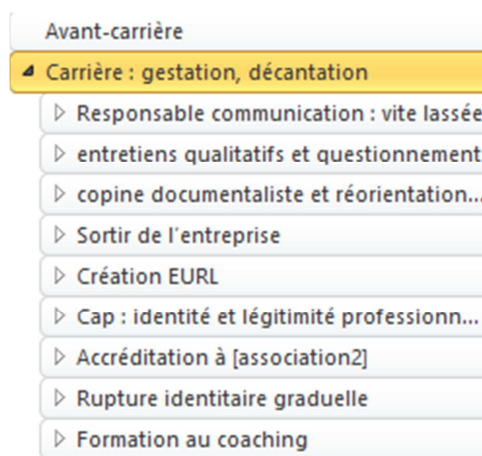 Avant-carrière
Carrière : gestation, décantation
Responsable communication : vite lassée
entretiens qualitatifs et questionnement
copine documentaliste et réorientation...
Sortir de l'entreprise
Création EURL
Cap : identité et légitimité professionn...
Accréditation à [association2]
Rupture identitaire graduelle
Formation au coaching